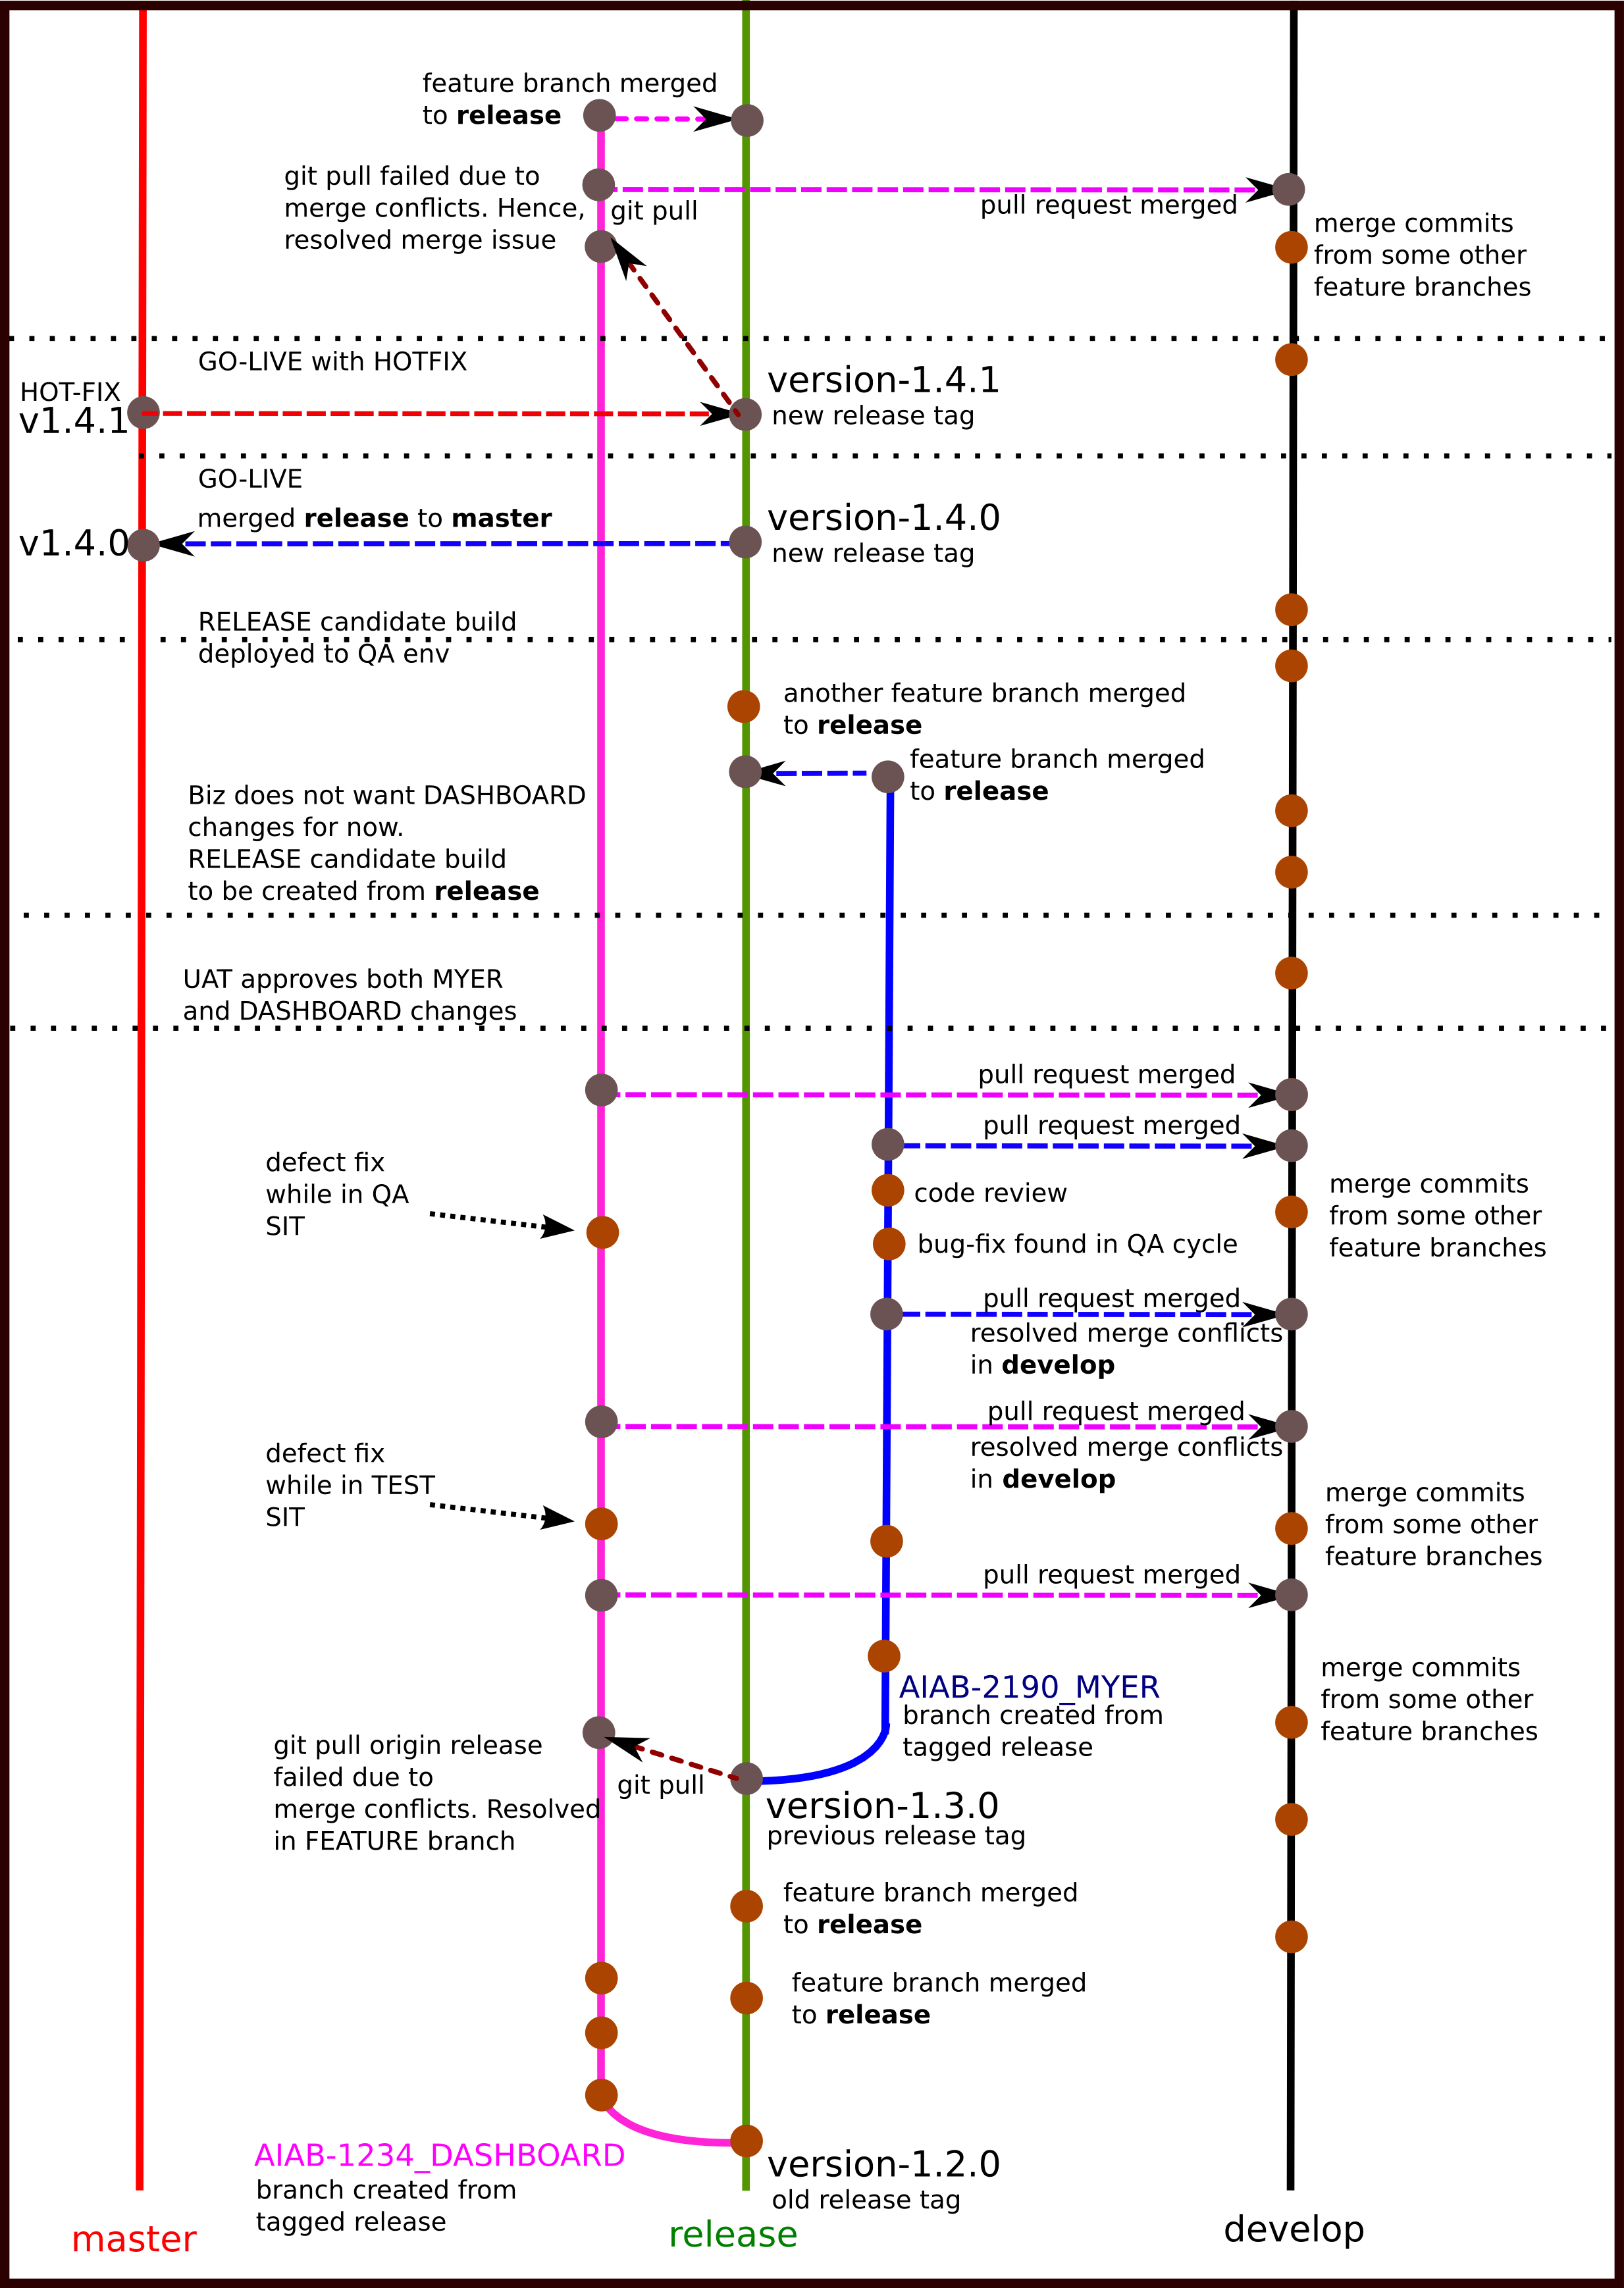 feature branch merged
to release
git pull failed due to
merge conflicts. Hence,
resolved merge issue
git pull
pull request merged
merge commits
from some other
feature branches
GO-LIVE with HOTFIX
HOT-FIX
v1.4.1
version-1.4.1
new release tag
GO-LIVE
merged release to master
v1.4.0
version-1.4.0
new release tag
RELEASE candidate build
deployed to QA env
another feature branch merged
to release
feature branch merged
to release
Biz does not want DASHBOARD
changes for now.
RELEASE candidate build
to be created from release
UAT approves both MYER
and DASHBOARD changes
pull request merged
pull request merged
defect fix
while in QA
SIT
code review
bug-fix found in QA cycle
merge commits
from some other
feature branches
pull request merged
resolved merge conflicts
in develop
pull request merged
resolved merge conflicts
in develop
defect fix
while in TEST
SIT
merge commits
from some other
feature branches
pull request merged
merge commits
from some other
feature branches
AIAB-2190_MYER
branch created from
tagged release
git pull origin release
failed due to
merge conflicts. Resolved
in FEATURE branch
git pull
version-1.3.0
previous release tag
feature branch merged
to release
feature branch merged
to release
AIAB-1234_DASHBOARD
branch created from
tagged release
version-1.2.0
old release tag
master
release
develop